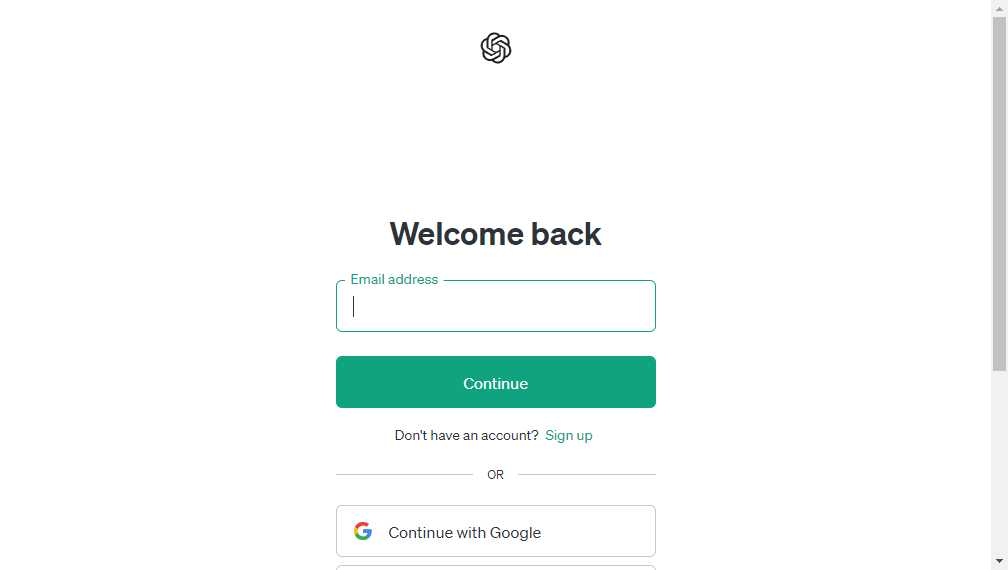 Welcome back
Email address
Continue
Don't have an account? Sign up
OR
Continue with Google